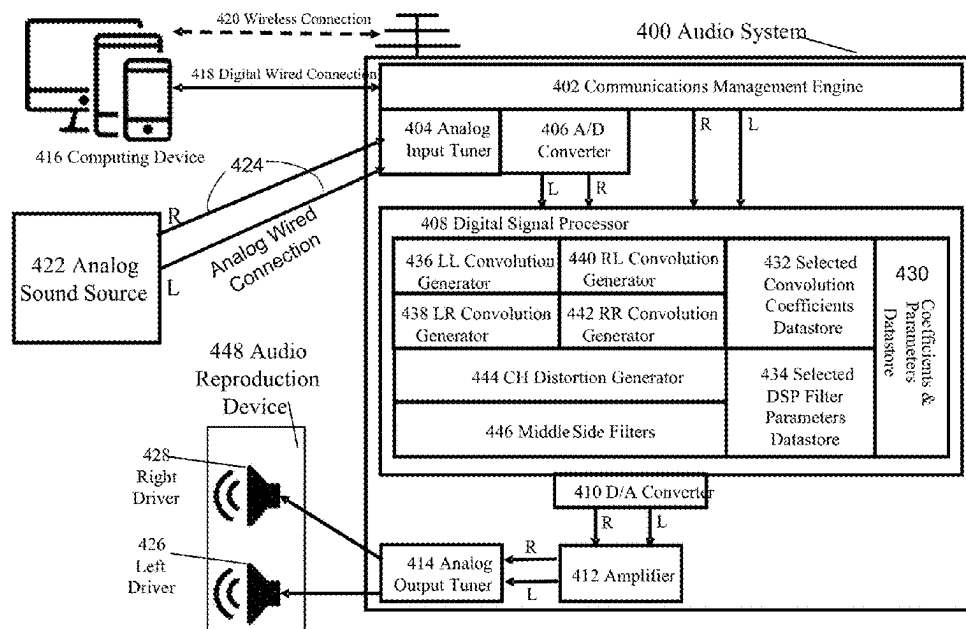 420 Wireless Connection
400 Audio System
418 Digital Wired Connection
402 Communications Management Engine
416 Computing Device
404 Analog
Input Tuner
406 A/D
Converter
R
L
424
L
R
R
L
Analog Wired
Connection
422 Analog
Sound Source
408 Digital Signal Processor
436 LL Convolution
Generator
440 RL Convolution
Generator
432 Selected
Convolution
Coefficients
Datastore
430
Coefficients &
Parameters
Datastore
438 LR Convolution
Generator
442 RR Convolution
Generator
444 CH Distortion Generator
434 Selected
DSP Filter
Parameters
Datastore
446 Middle Side Filters
448 Audio
Reproduction
Device
428
Right
Driver
426
Left
Driver
410 D/A Converter
R
L
414 Analog
Output Tuner
R
L
412 Amplifier